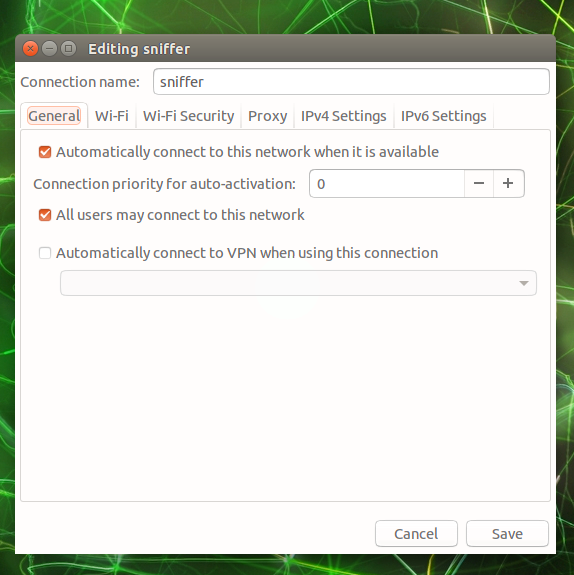 Editing sniffer
Connection name: sniffer
General Wi-Fi Wi-Fi Security Proxy IPv4 Settings IPv6 Settings
Automatically connect to this network when it is available
Connection priority for auto-activation: 0
All users may connect to this network
Automatically connect to VPN when using this connection
Cancel Save